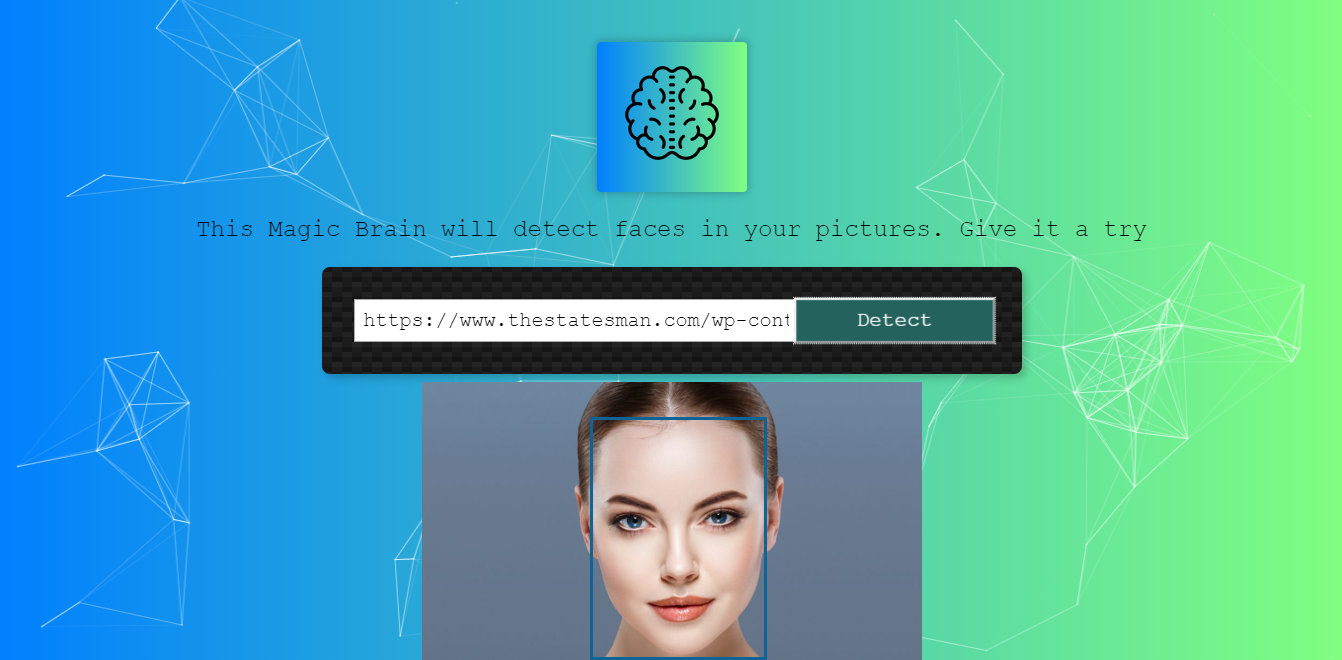 This Magic Brain will detect faces in your pictures. Give it a try
https://www.thestatesman.com/wp-cont
Detect